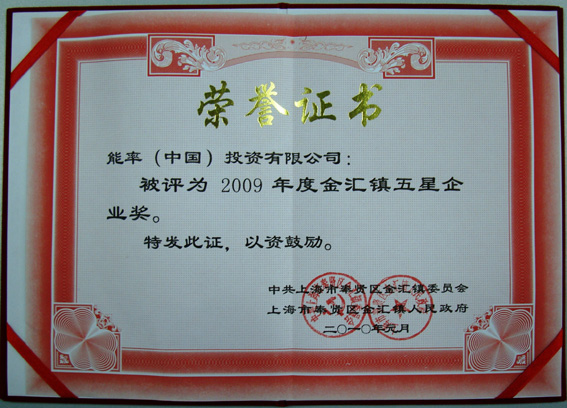 荣誉证书
能率（中国）投资有限公司：
被评为 2009 年度金汇镇五星企
业奖。
特发此证，以资鼓励。
中共上海市奉贤区金汇镇委员会
上海市奉贤区金汇镇人民政府
二〇一〇年元月